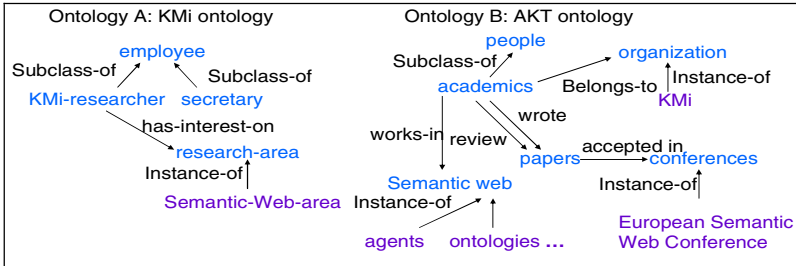 Ontology A: KMi ontology
employee
Subclass-of
Subclass-of
KMi-researcher
secretary
has-interest-on
research-area
Instance-of
Semantic-Web-area
Ontology B: AKT ontology
people
Subclass-of
organization
academics
Belongs-to
Instance-of
KMi
works-in
review
wrote
papers
accepted in
conferences
Semantic web
Instance-of
Instance-of
agents
ontologies ...
European Semantic
Web Conference